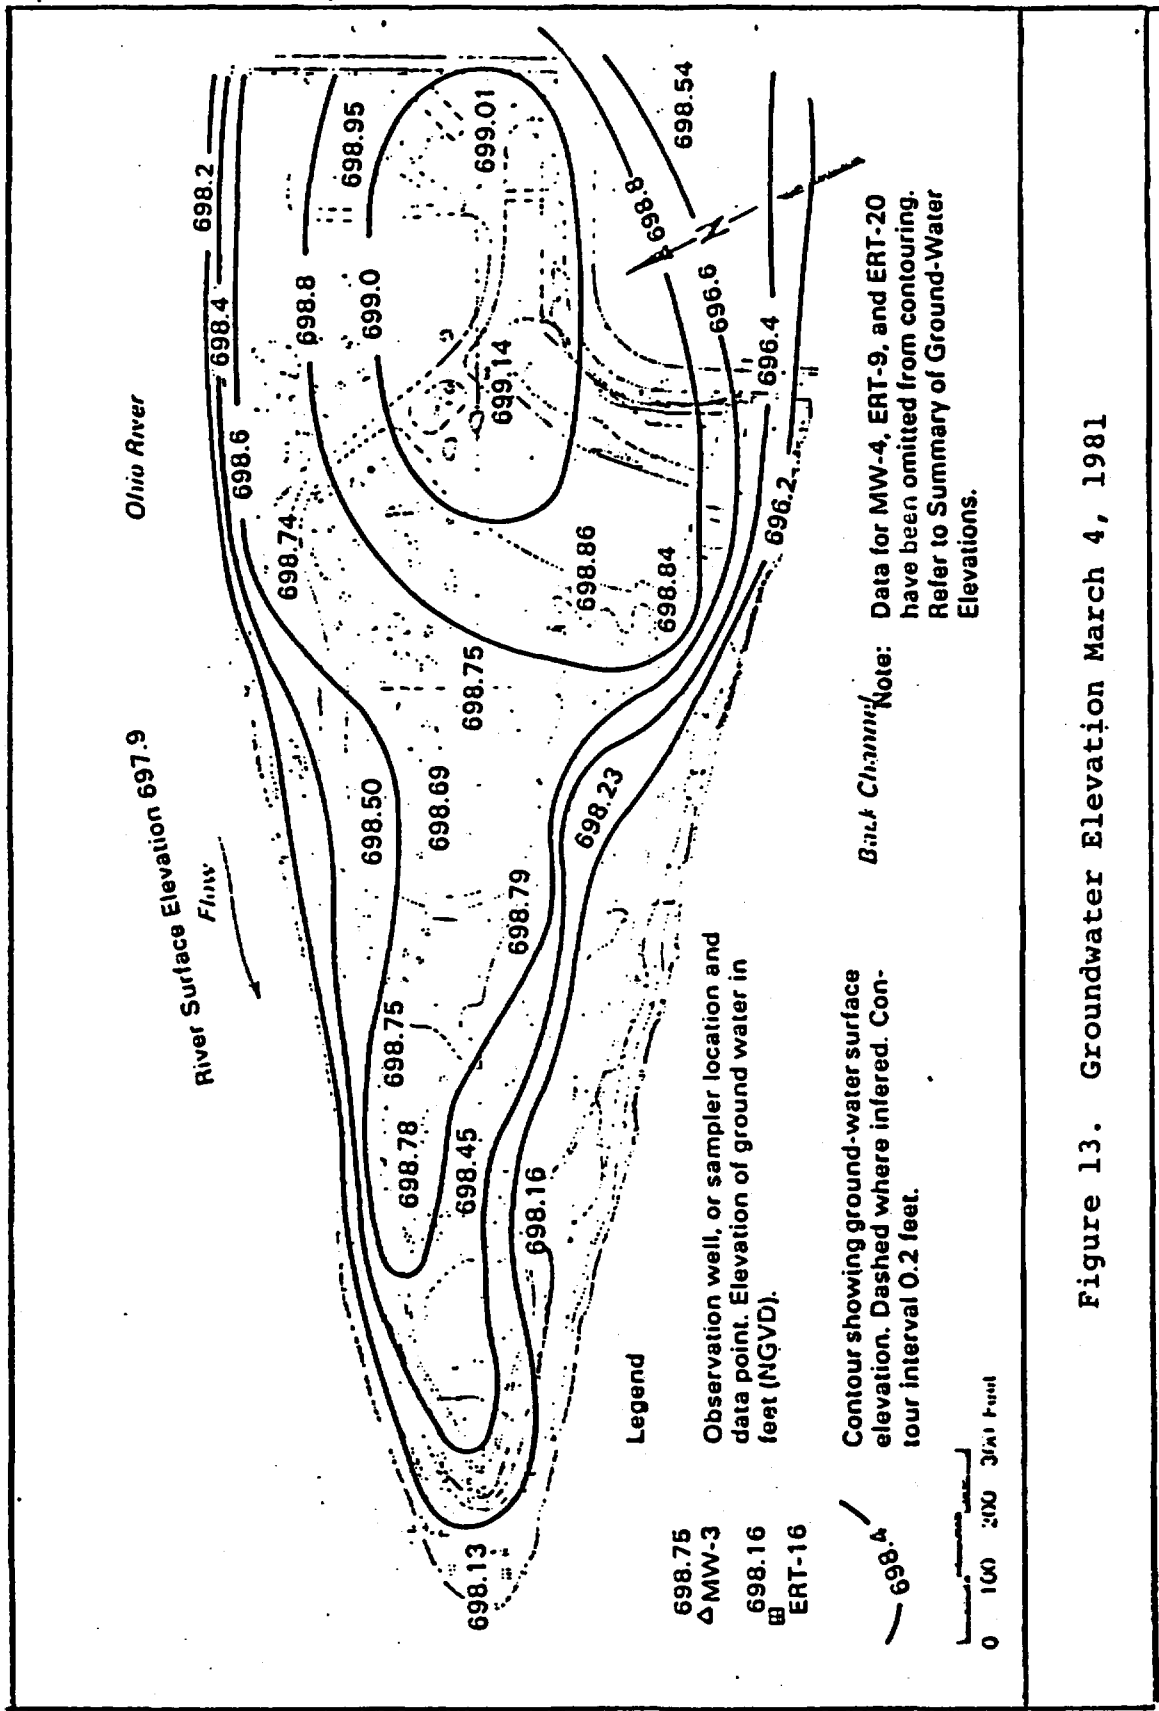 Ohio River
River Surface Elevation 697.9
Flow
698.2
698.4
698.6
698.8
699.0
698.95
699.01
698.54
698.8
N
696.6
696.4
696.2
699.14
698.74
698.86
698.84
698.75
698.50
698.69
698.23
698.79
698.75
698.78
698.45
698.16
698.13
Back Channel
Note: Data for MW-4, ERT-9, and ERT-20
have been omitted from contouring.
Refer to Summary of Ground-Water
Elevations.
Legend
698.75
MW-3
698.16
ERT-16
Observation well, or sampler location and
data point. Elevation of ground water in
feet (NGVD).
698.4
Contour showing ground-water surface
elevation. Dashed where infered. Con-
tour interval 0.2 feet.
0 100 200 300 Feet
Figure 13. Groundwater Elevation March 4, 1981